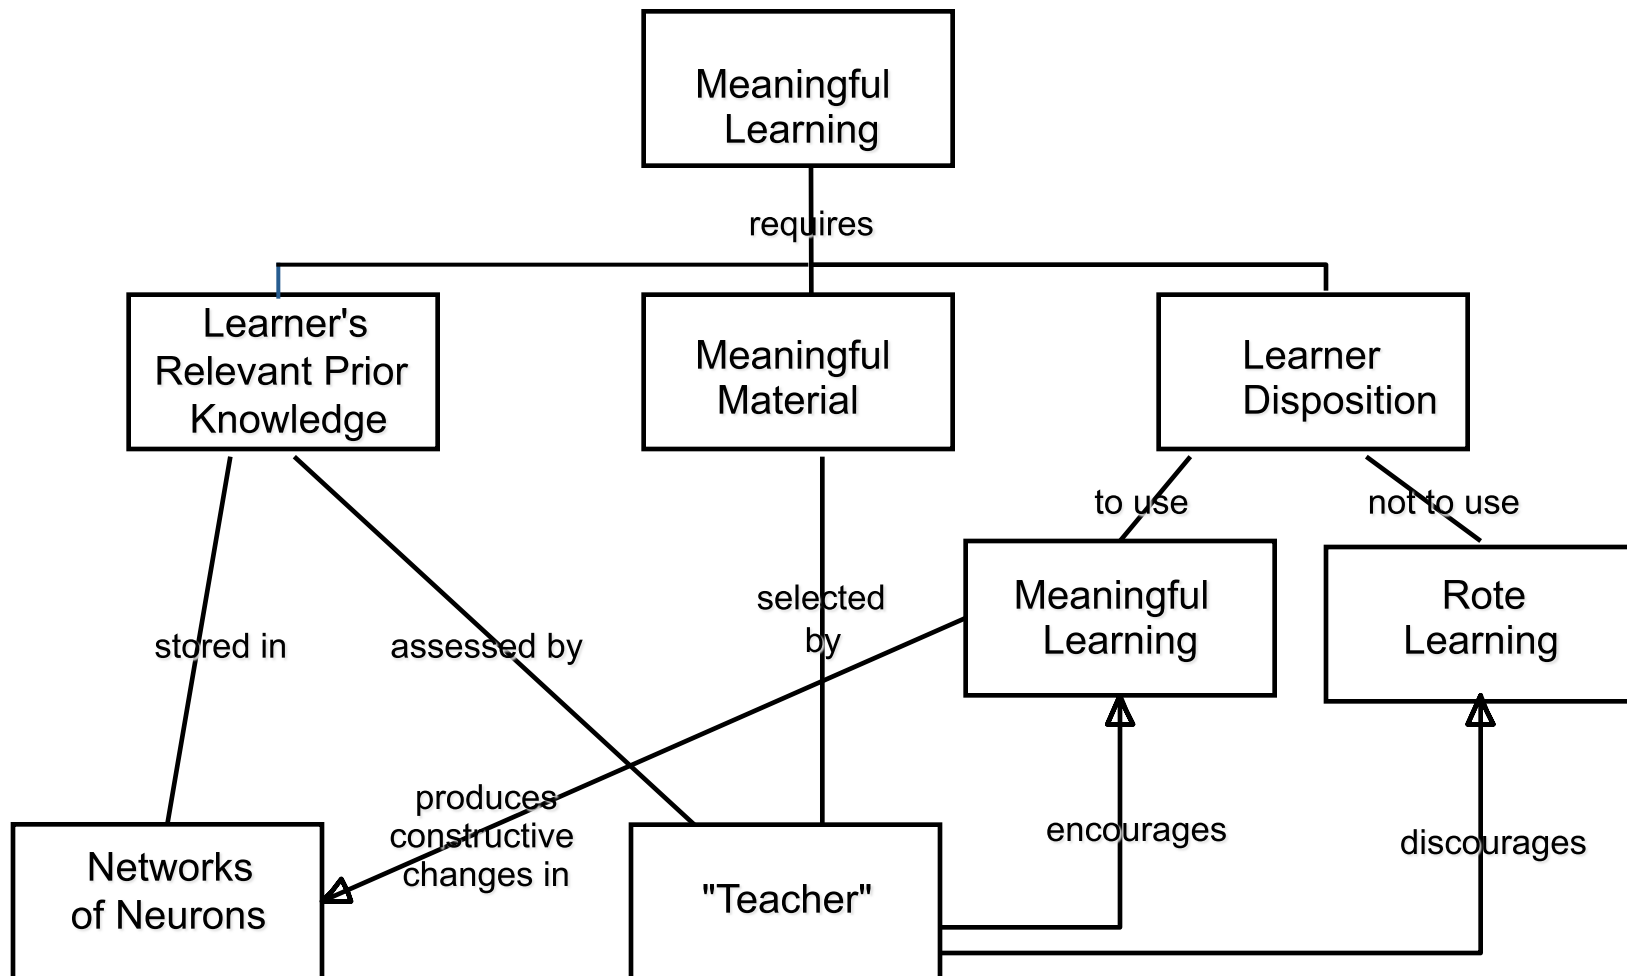 Meaningful
Learning
requires
Learner's
Relevant Prior
Knowledge
Meaningful
Material
Learner
Disposition
to use
not to use
Meaningful
Learning
Rote
Learning
selected
by
stored in
assessed by
produces
constructive
changes in
encourages
discourages
Networks
of Neurons
"Teacher"